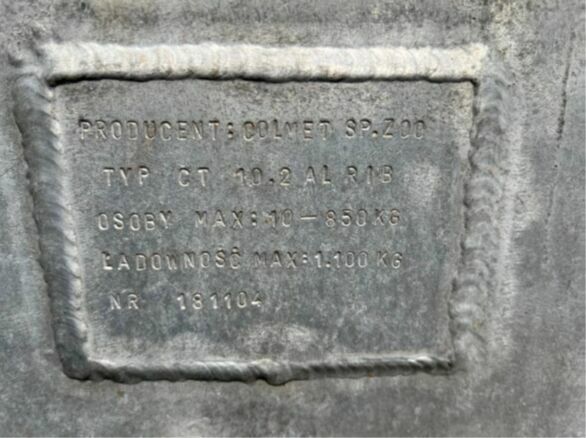 PRODUCENT: COLMET SP.ZOO
TYP CT 10.2 AL RIB
OSOBY MAX: 10-850KG
ŁADOWNOŚĆ MAX: 1.100 KG
NR 181104